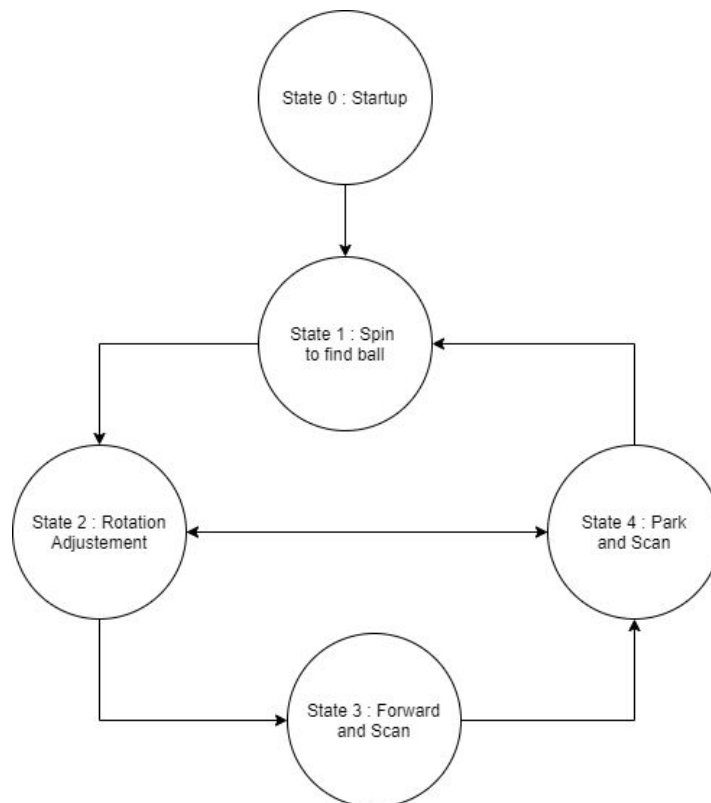 State 0 : Startup
State 1 : Spin
to find ball
State 2 : Rotation
Adjustement
State 4 : Park
and Scan
State 3 : Forward
and Scan